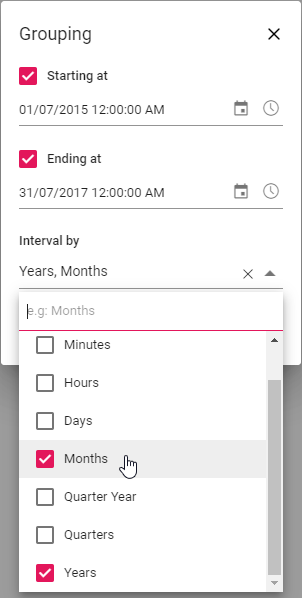 Grouping
Starting at
01/07/2015 12:00:00 AM
Ending at
31/07/2017 12:00:00 AM
Interval by
Years, Months
e.g: Months
Minutes
Hours
Days
Months
Quarter Year
Quarters
Years